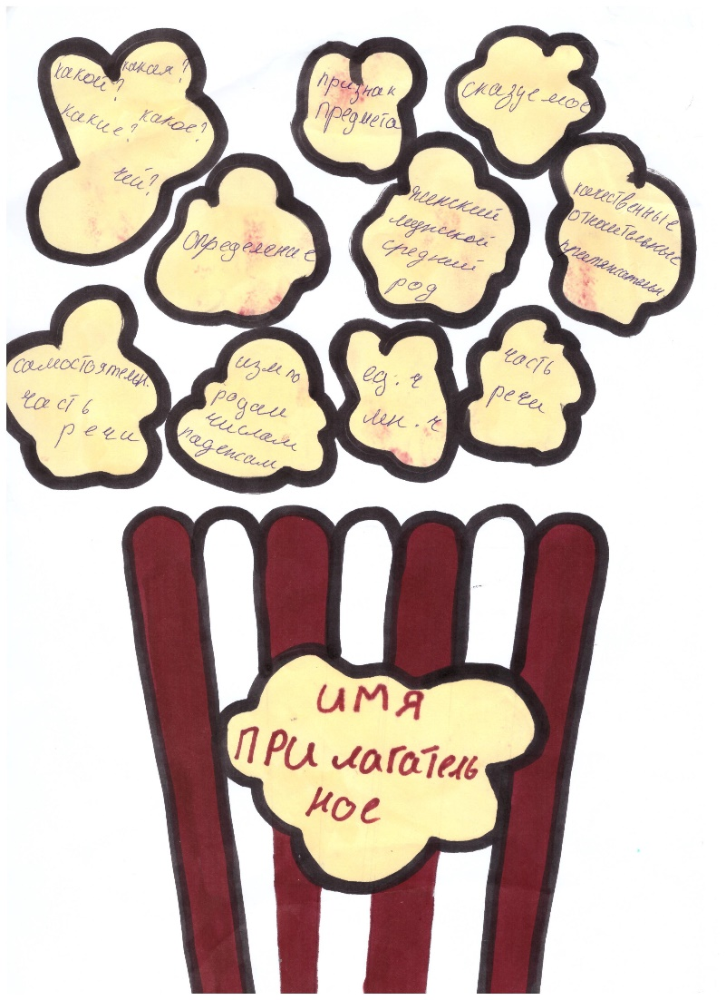 какой? какая?
какие? какое?
чей?
признак
предмета
сказуемое
определение
женский
мужской
средний
род
качественные
относительные
притяжательн.
самостоятельн.
часть
речи
изм по
родам
числам
падежам
ед. ч
мн. ч
часть
речи
имя
ПРИлагатель
ное